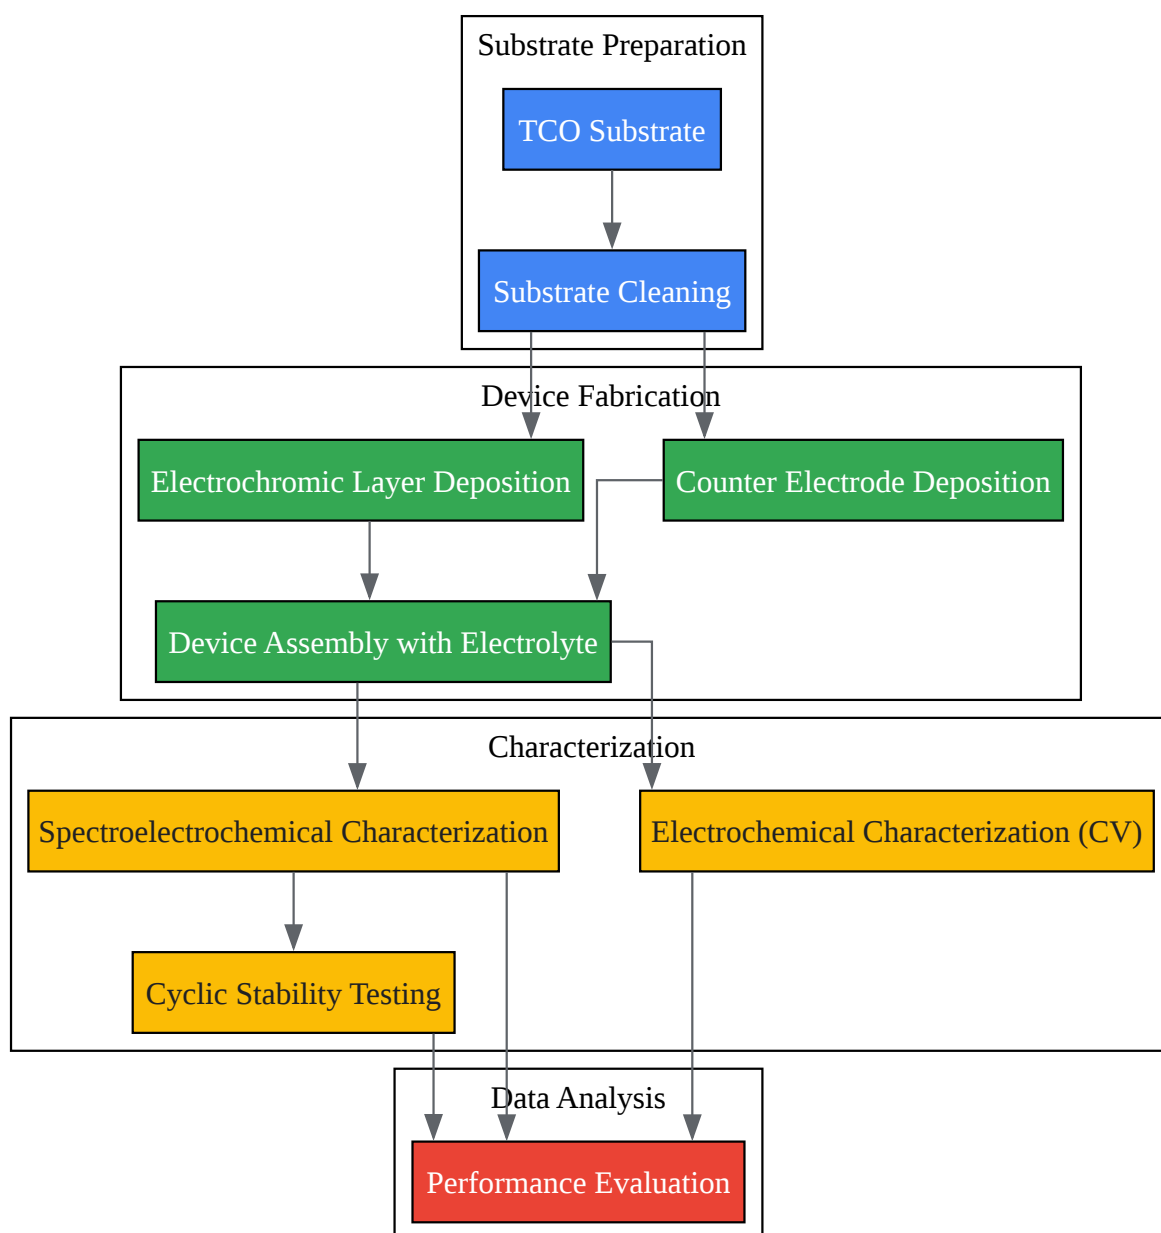 Substrate Preparation
TCO Substrate
Substrate Cleaning
Device Fabrication
Electrochromic Layer Deposition
Counter Electrode Deposition
Device Assembly with Electrolyte
Characterization
Spectroelectrochemical Characterization
Electrochemical Characterization (CV)
Cyclic Stability Testing
Data Analysis
Performance Evaluation